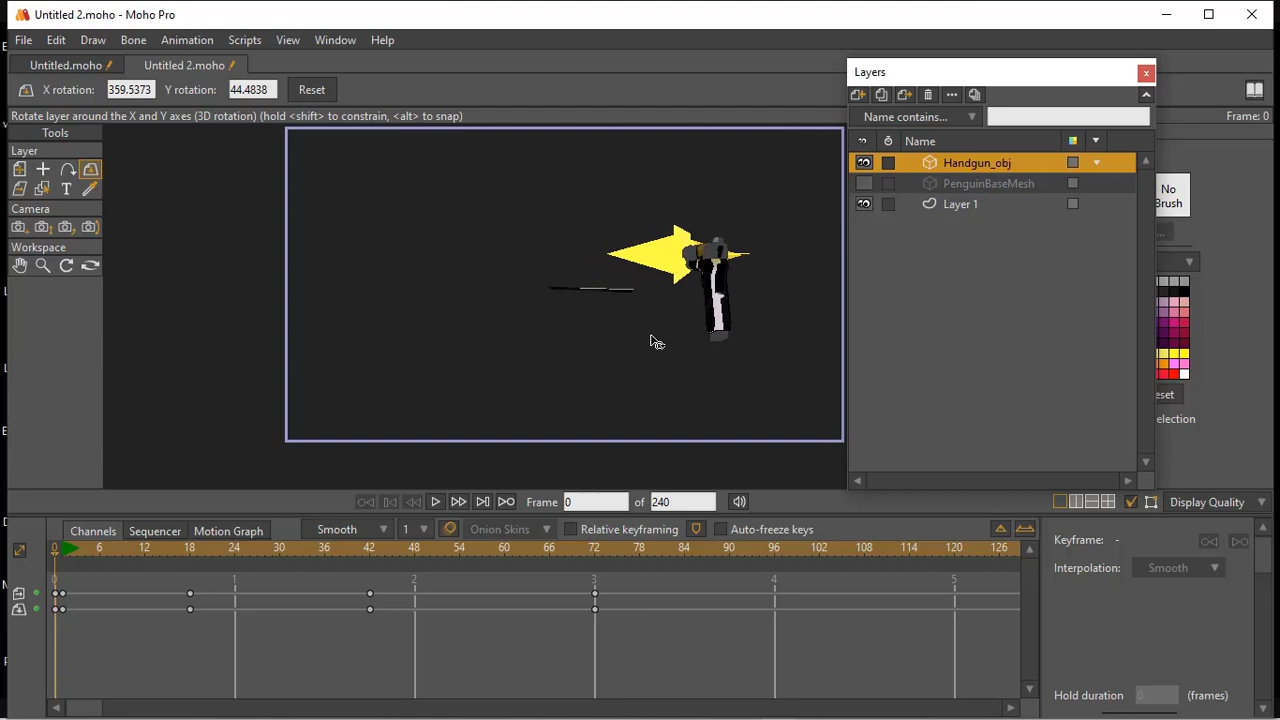 Untitled 2.moho - Moho Pro
File Edit Draw Bone Animation Scripts View Window Help
Untitled.moho Untitled 2.moho
X rotation: 359.5373 Y rotation: 44.4838 Reset
Rotate layer around the X and Y axes (3D rotation) (hold <shift> to constrain, <alt> to snap)
Frame: 0
Tools
Layer
T
Camera
Workspace
Layers x
Name contains...
Name
Handgun_obj
PenguinBaseMesh
Layer 1
No
Brush
...
eset
election
Frame 0 of 240
Display Quality
Channels Sequencer Motion Graph Smooth 1 Onion Skins Relative keyframing Auto-freeze keys
0 6 12 18 24 30 36 42 48 54 60 66 72 78 84 90 96 102 108 114 120 126
0 1 2 3 4 5
Keyframe: -
Interpolation: Smooth
Hold duration 0 (frames)